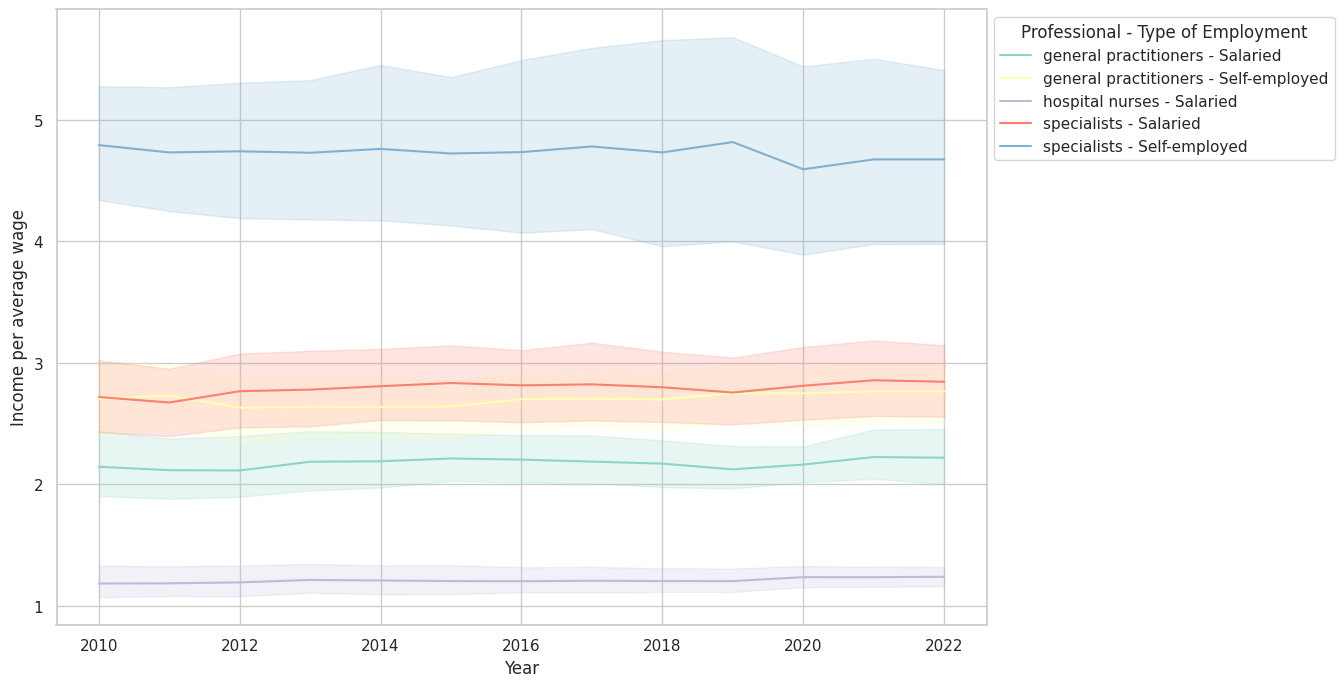 Professional - Type of Employment
general practitioners - Salaried
general practitioners - Self-employed
hospital nurses - Salaried
specialists - Salaried
specialists - Self-employed
Income per average wage
5
4
3
2
1
2010 2012 2014 2016 2018 2020 2022
Year